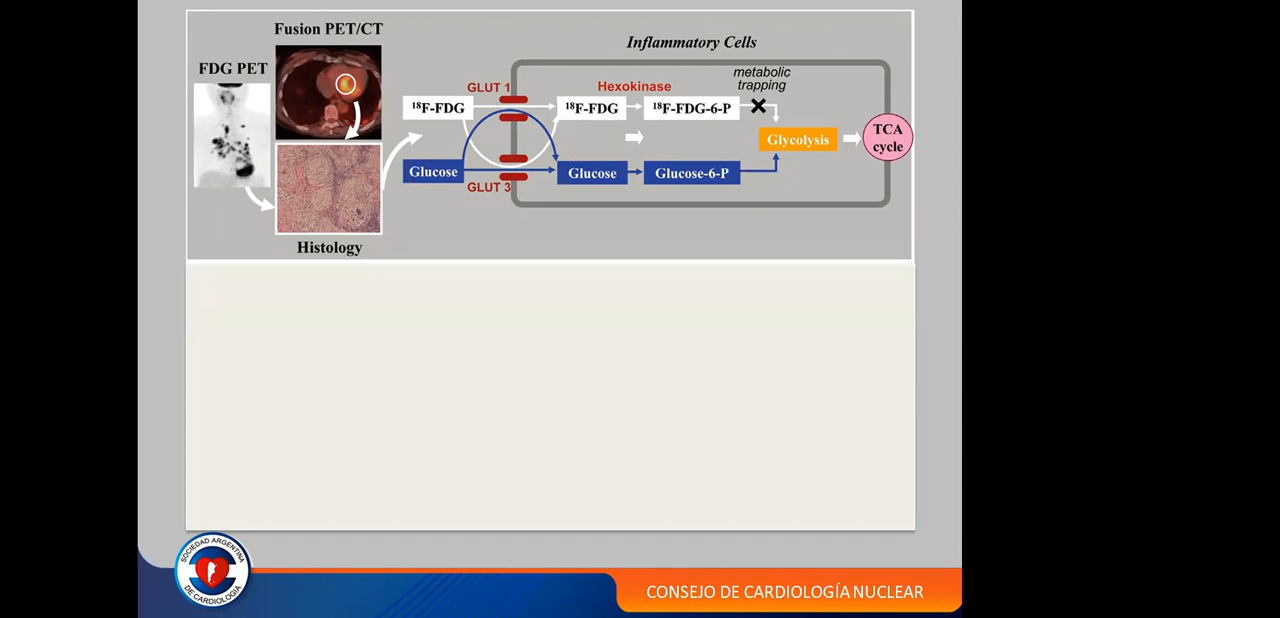 Fusion PET/CT
FDG PET
Histology
Inflammatory Cells
GLUT 1
Hexokinase
metabolic
trapping
¹⁸F-FDG
¹⁸F-FDG
¹⁸F-FDG-6-P
Glycolysis
TCA
cycle
Glucose
Glucose
Glucose-6-P
GLUT 3
SOCIEDAD ARGENTINA
DE CARDIOLOGÍA
CONSEJO DE CARDIOLOGÍA NUCLEAR